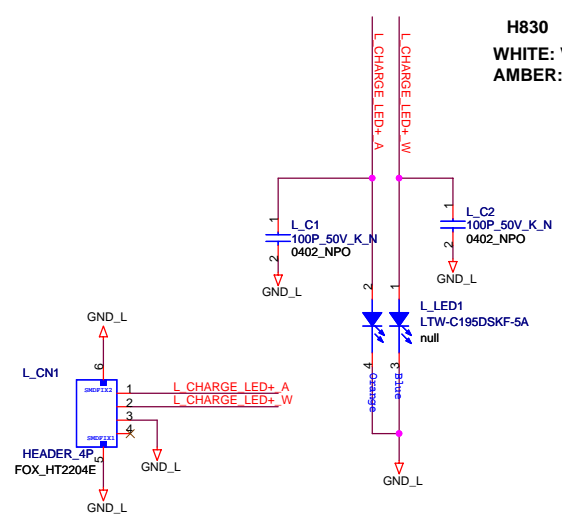 H830
WHITE:
AMBER:
L_CHARGE_LED+_A
L_CHARGE_LED+_W
1
L_C1
100P_50V_K_N
0402_NPO
2
GND_L
1
L_C2
100P_50V_K_N
0402_NPO
2
GND_L
2
1
L_LED1
LTW-C195DSKF-5A
null
4
3
Orange
Blue
GND_L
GND_L
6
L_CN1
SMDFIX2
1
L_CHARGE_LED+_A
2
L_CHARGE_LED+_W
3
4
SMDFIX1
HEADER_4P
FOX_HT2204E
5
GND_L
GND_L